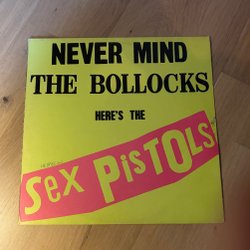 NEVER MIND
THE BOLLOCKS
HERE'S THE
Sex PiSTOLS